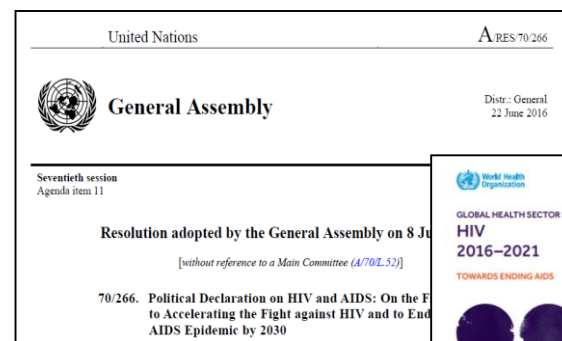 United Nations
A/RES/70/266
General Assembly
Distr.: General
22 June 2016
Seventieth session
Agenda item 11
Resolution adopted by the General Assembly on 8 Ju
[without reference to a Main Committee (A/70/L.52)]
70/266. Political Declaration on HIV and AIDS: On the F
to Accelerating the Fight against HIV and to End
AIDS Epidemic by 2030
World Health
Organization
GLOBAL HEALTH SECTOR
HIV
2016–2021
TOWARDS ENDING AIDS